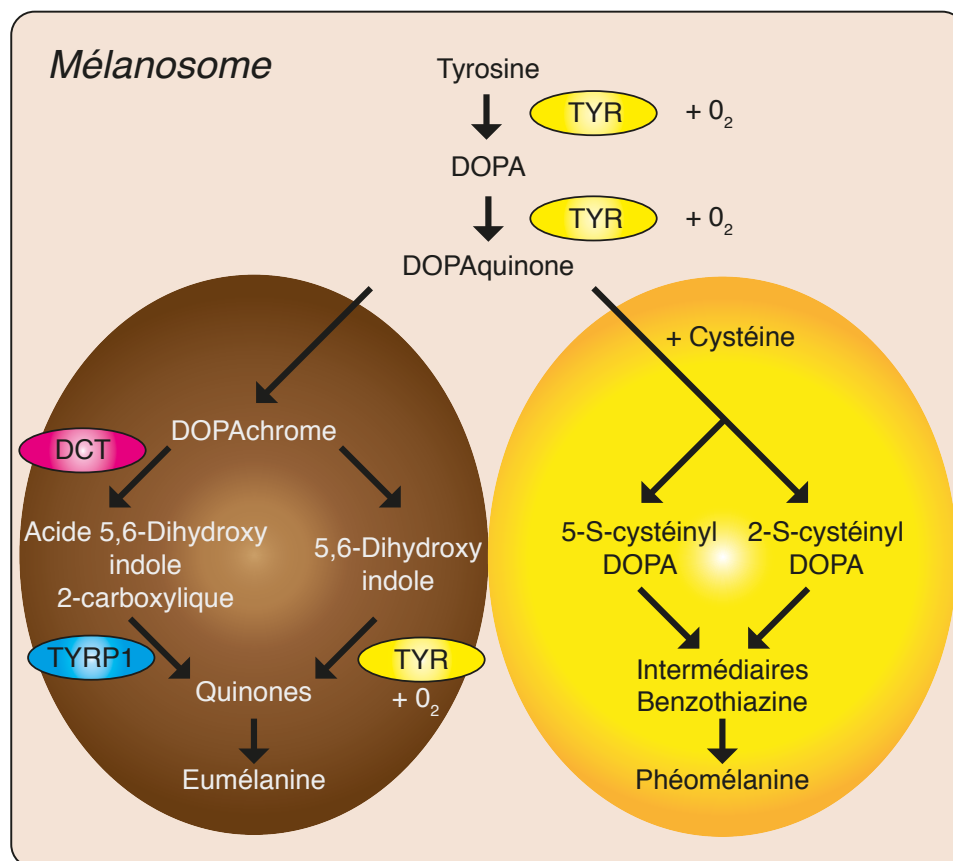 Mélanosome
Tyrosine
TYR + 0₂
DOPA
TYR + 0₂
DOPAquinone
+ Cystéine
DOPAchrome
DCT
Acide 5,6-Dihydroxy
indole
2-carboxylique
5,6-Dihydroxy
indole
TYRP1
TYR
+ 0₂
Quinones
Eumélanine
5-S-cystéinyl
DOPA
2-S-cystéinyl
DOPA
Intermédiaires
Benzothiazine
Phéomélanine